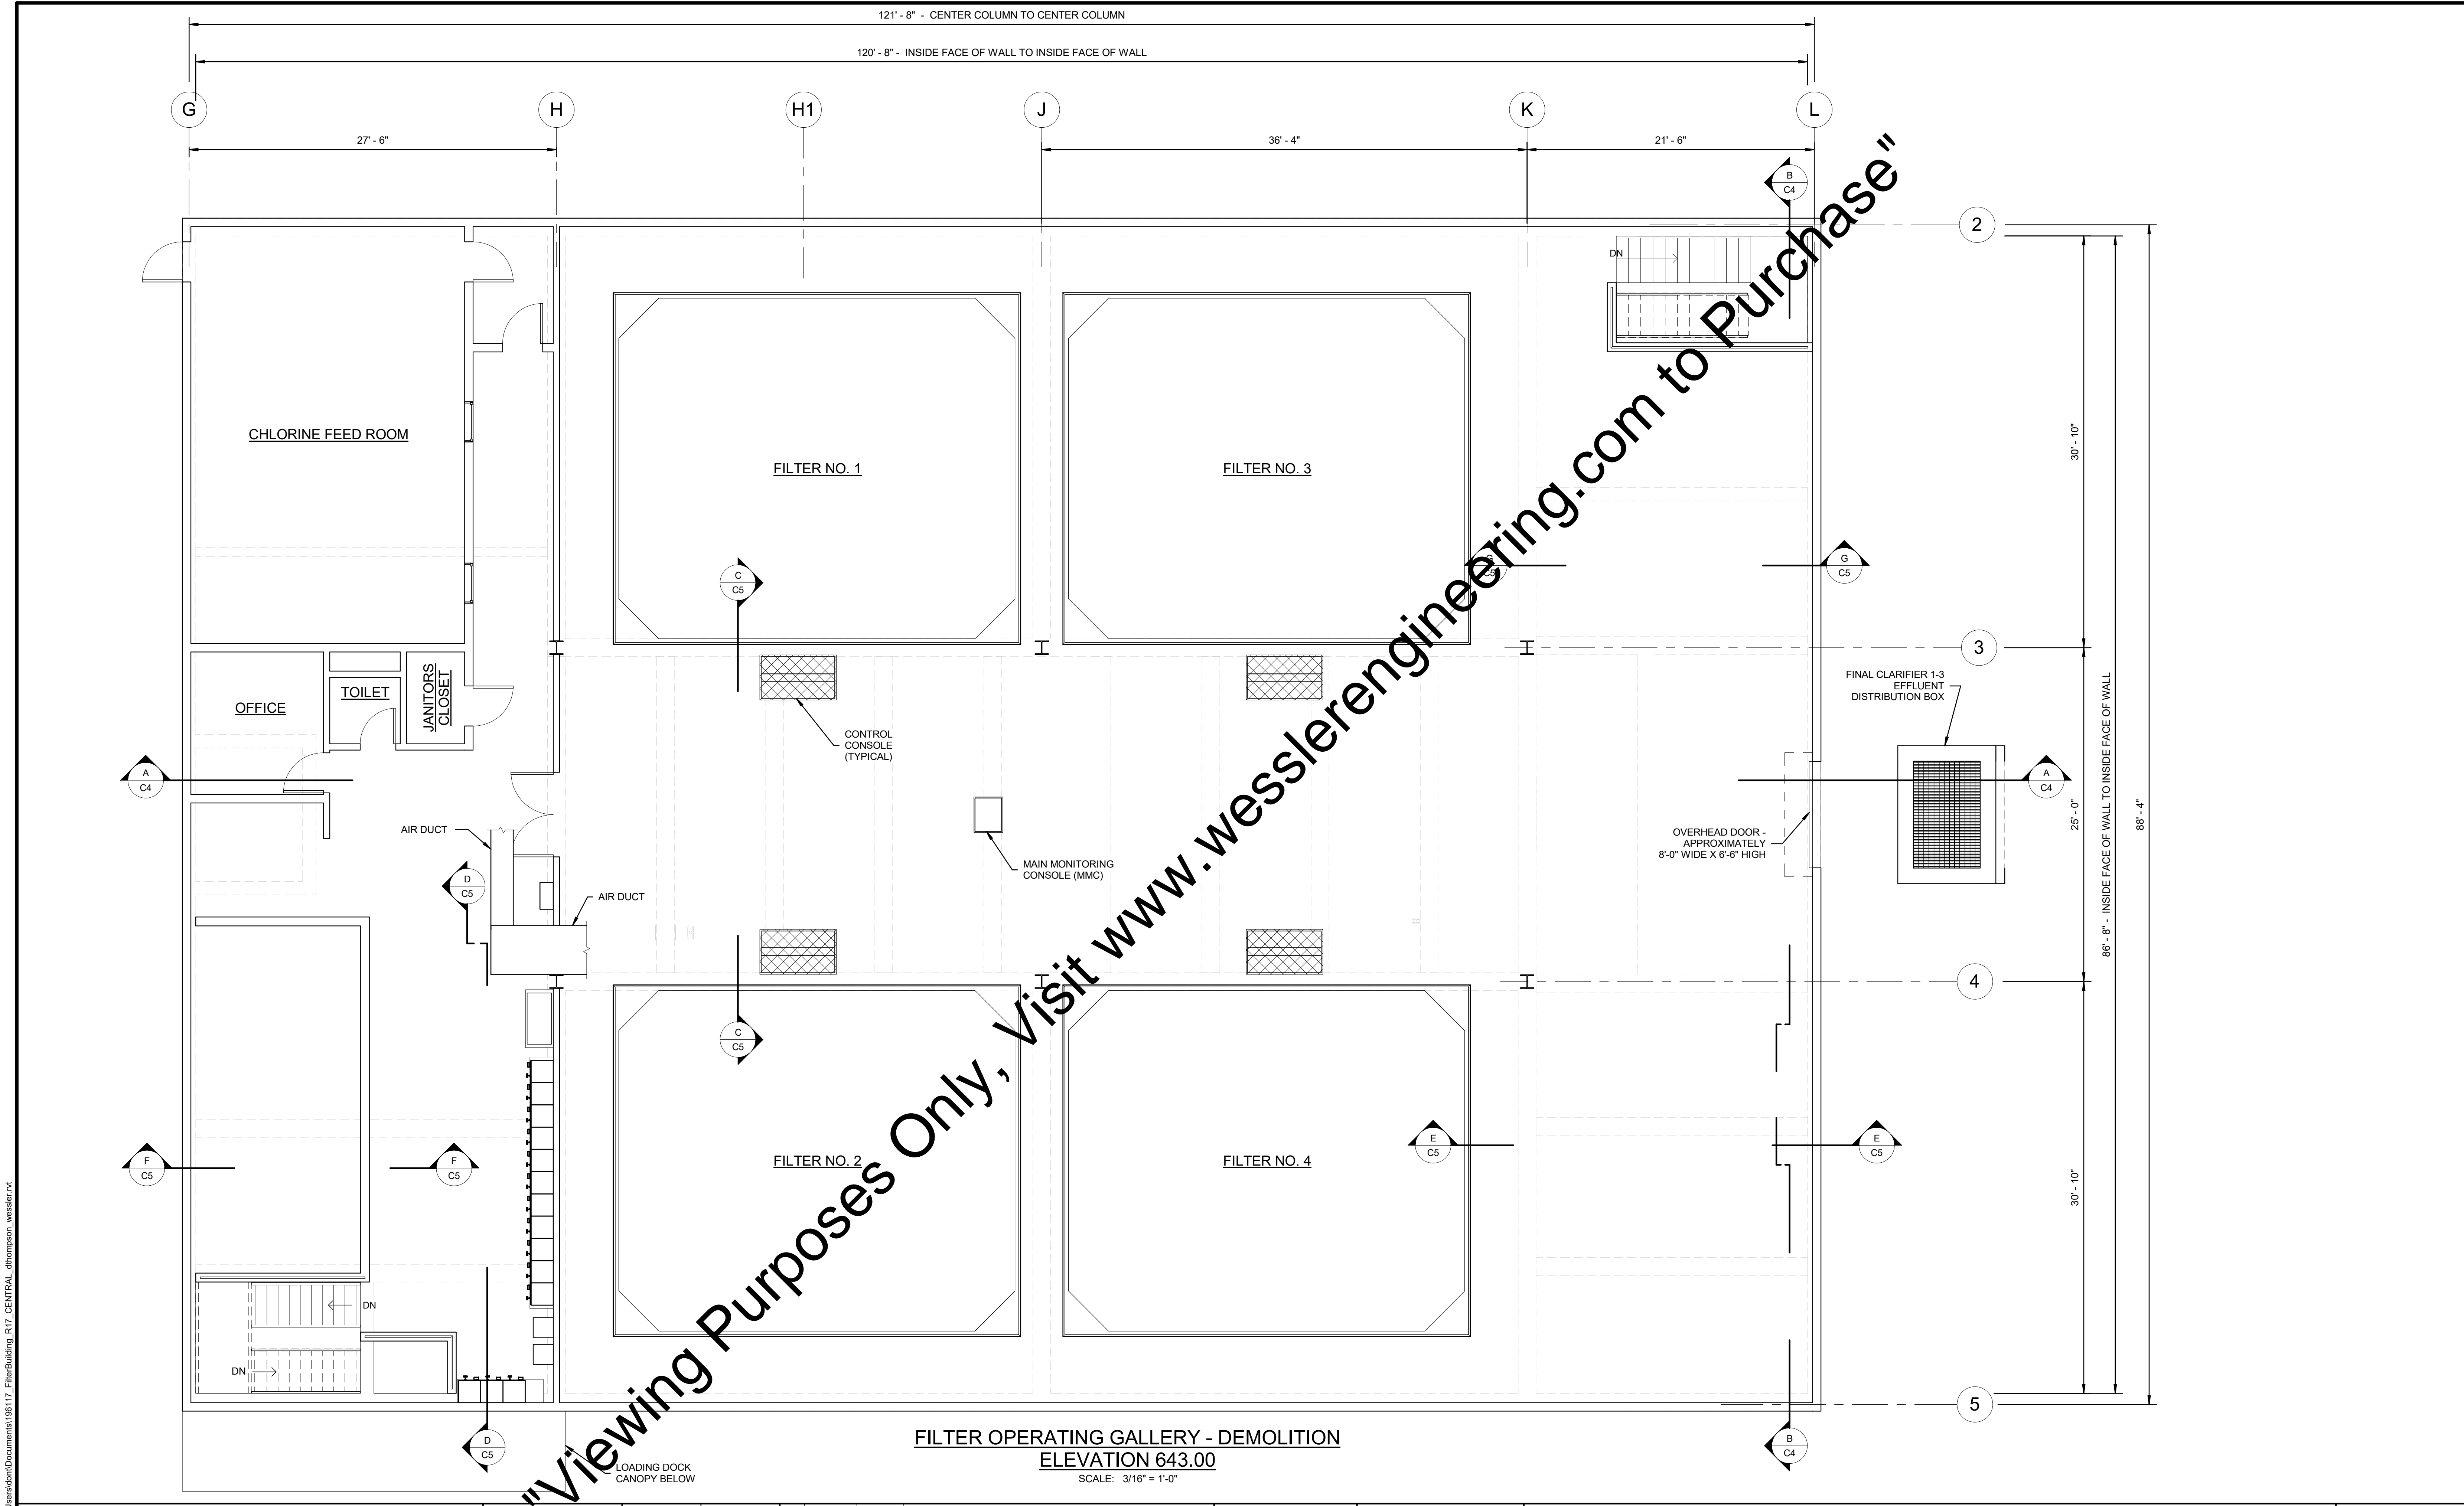 121' - 8" - CENTER COLUMN TO CENTER COLUMN
120' - 8" - INSIDE FACE OF WALL TO INSIDE FACE OF WALL
G
H
H1
J
K
L
27' - 6"
36' - 4"
21' - 6"
B
C4
2
DN
30' - 10"
CHLORINE FEED ROOM
FILTER NO. 1
FILTER NO. 3
C
C5
G
C5
G
C5
3
OFFICE
TOILET
JANITORS
CLOSET
CONTROL
CONSOLE
(TYPICAL)
FINAL CLARIFIER 1-3
EFFLUENT
DISTRIBUTION BOX
A
C4
A
C4
25' - 0"
86' - 8" - INSIDE FACE OF WALL TO INSIDE FACE OF WALL
88' - 4"
AIR DUCT
OVERHEAD DOOR -
APPROXIMATELY
8'-0" WIDE X 6'-6" HIGH
MAIN MONITORING
CONSOLE (MMC)
D
C5
AIR DUCT
4
C
C5
FILTER NO. 2
FILTER NO. 4
F
C5
F
C5
E
C5
E
C5
30' - 10"
DN
DN
5
D
C5
LOADING DOCK
CANOPY BELOW
B
C4
FILTER OPERATING GALLERY - DEMOLITION
ELEVATION 643.00
SCALE: 3/16" = 1'-0"
"Viewing Purposes Only, Visit www.wesslerengineering.com to Purchase"
Users\dont\Documents\196117_FilterBuilding_R17_CENTRAL_dthompson_wessler.rvt